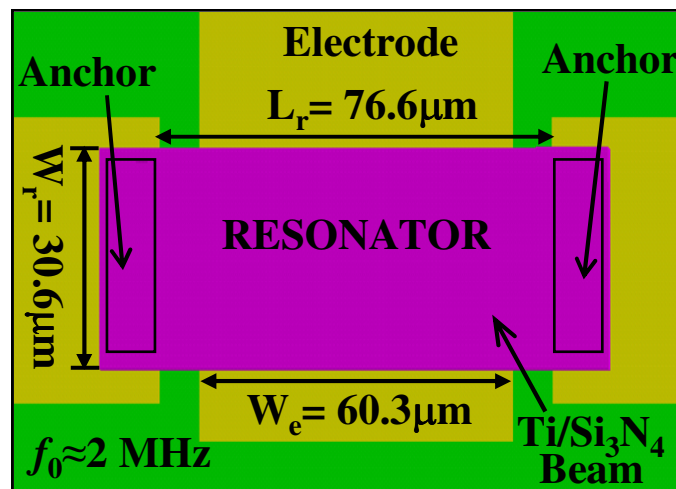 Electrode
Anchor
Anchor
Lr= 76.6μm
Wr= 30.6μm
RESONATOR
We= 60.3μm
f0≈2 MHz
Ti/Si3N4
Beam